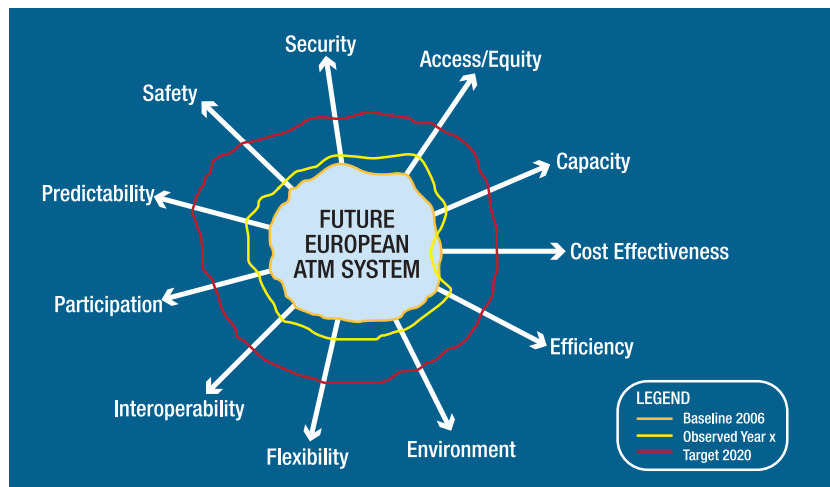 Security
Access/Equity
Safety
Capacity
Predictability
FUTURE
EUROPEAN
ATM SYSTEM
Cost Effectiveness
Participation
Efficiency
Interoperability
Flexibility
Environment
LEGEND
Baseline 2006
Observed Year x
Target 2020